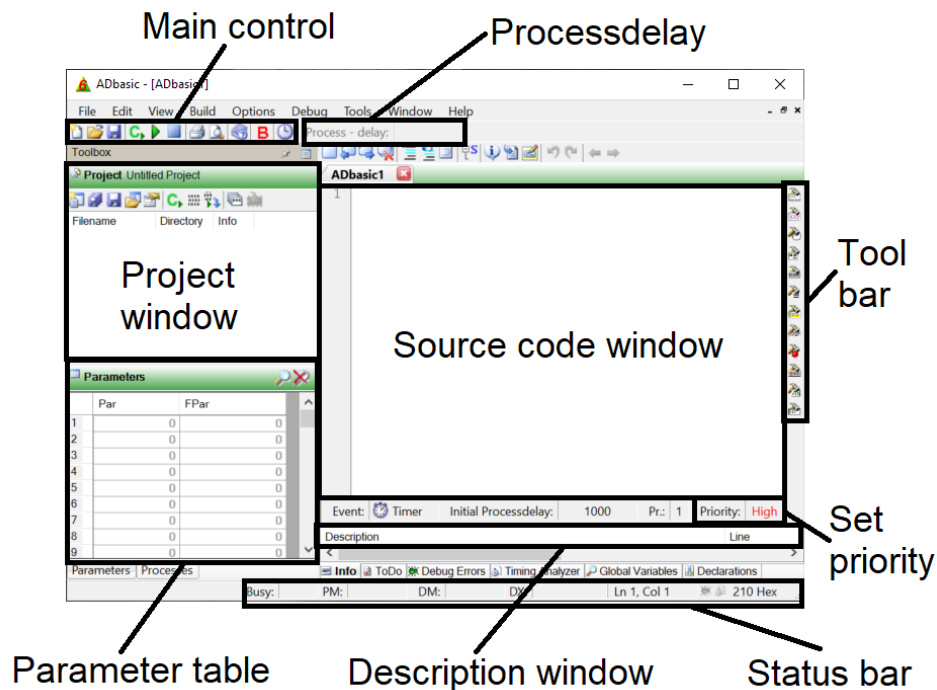 Main control
Processdelay
ADbasic - [ADbasic1]
File Edit View Build Options Debug Tools Window Help
B Process - delay:
Toolbox
Project Untitled Project
ADbasic1
1
Filename Directory Info
Project
window
Source code window
Tool
bar
Parameters
Par FPar
1 0 0
2 0 0
3 0 0
4 0 0
5 0 0
6 0 0
7 0 0
8 0 0
9 0 0
Event: Timer Initial Processdelay: 1000 Pr.: 1 Priority: High
Set
priority
Description Line
Parameters Processes
Info ToDo Debug Errors Timing Analyzer Global Variables Declarations
Busy: PM: DM: DX: Ln 1, Col 1 210 Hex
Parameter table
Description window
Status bar